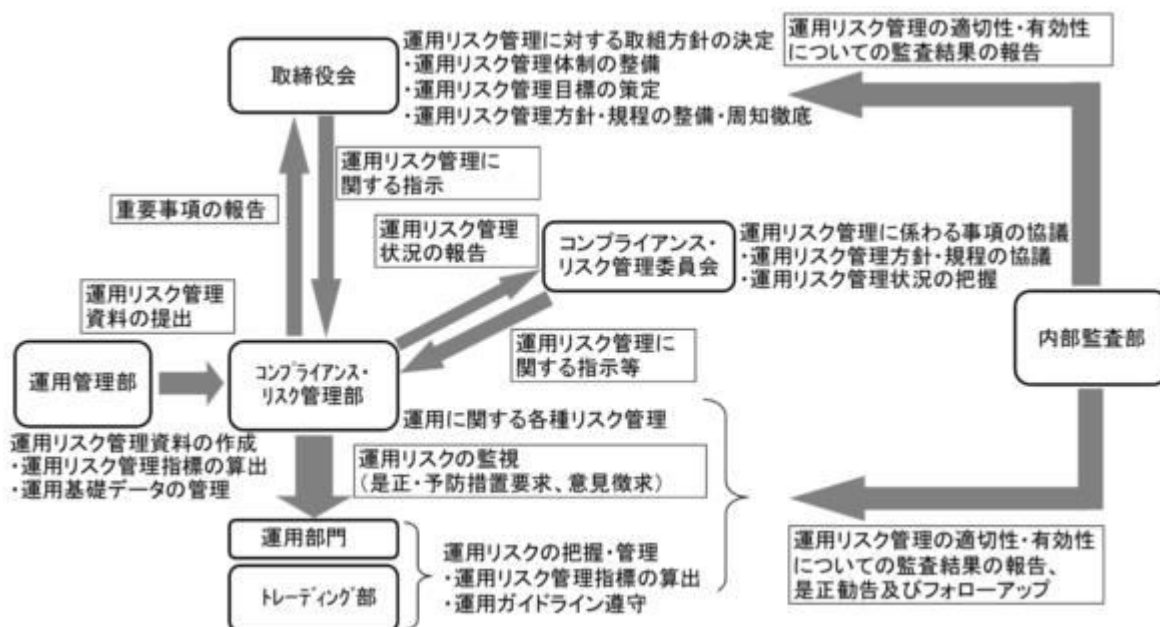 取締役会
運用リスク管理に対する取組方針の決定
・運用リスク管理体制の整備
・運用リスク管理目標の策定
・運用リスク管理方針・規程の整備・周知徹底
運用リスク管理の適切性・有効性
についての監査結果の報告
運用リスク管理に
関する指示
重要事項の報告
運用リスク管理
状況の報告
コンプライアンス・
リスク管理委員会
運用リスク管理に係わる事項の協議
・運用リスク管理方針・規程の協議
・運用リスク管理状況の把握
運用リスク管理
資料の提出
内部監査部
運用管理部
コンプライアンス・
リスク管理部
運用リスク管理に
関する指示等
運用に関する各種リスク管理
運用リスク管理資料の作成
・運用リスク管理指標の算出
・運用基礎データの管理
運用リスクの監視
（是正・予防措置要求、意見徴求）
運用部門
トレーディング部
運用リスクの把握・管理
・運用リスク管理指標の算出
・運用ガイドライン遵守
運用リスク管理の適切性・有効性
についての監査結果の報告、
是正勧告及びフォローアップ